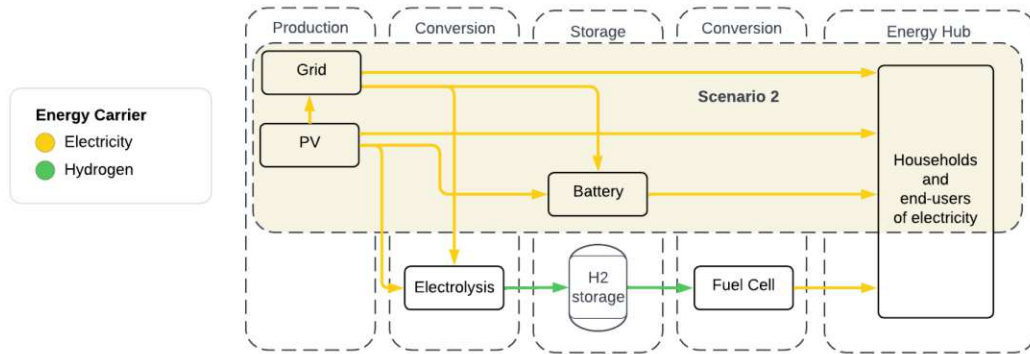 Production
Conversion
Storage
Conversion
Energy Hub
Grid
Scenario 2
Energy Carrier
Electricity
Hydrogen
PV
Battery
Households
and
end-users
of electricity
Electrolysis
H2
storage
Fuel Cell